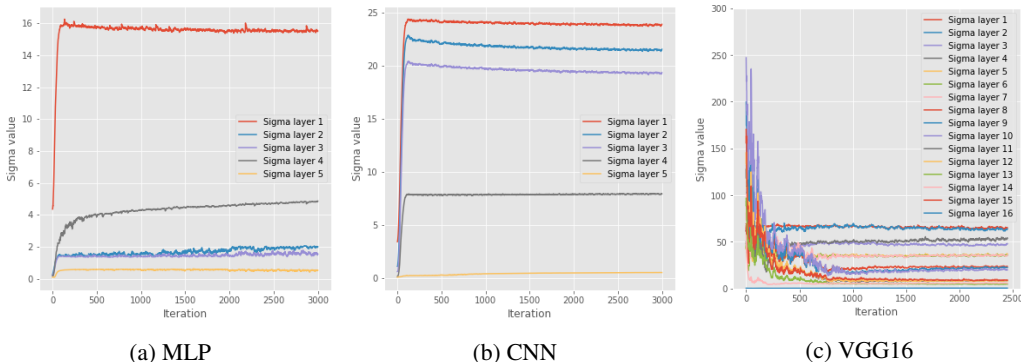 16
14
12
10
8
6
4
2
0
Sigma value
Sigma layer 1
Sigma layer 2
Sigma layer 3
Sigma layer 4
Sigma layer 5
0 500 1000 1500 2000 2500 3000
Iteration
(a) MLP
25
20
15
10
5
0
Sigma value
Sigma layer 1
Sigma layer 2
Sigma layer 3
Sigma layer 4
Sigma layer 5
0 500 1000 1500 2000 2500 3000
Iteration
(b) CNN
300
250
200
150
100
50
0
Sigma value
Sigma layer 1
Sigma layer 2
Sigma layer 3
Sigma layer 4
Sigma layer 5
Sigma layer 6
Sigma layer 7
Sigma layer 8
Sigma layer 9
Sigma layer 10
Sigma layer 11
Sigma layer 12
Sigma layer 13
Sigma layer 14
Sigma layer 15
Sigma layer 16
0 500 1000 1500 2000 2500
Iteration
(c) VGG16